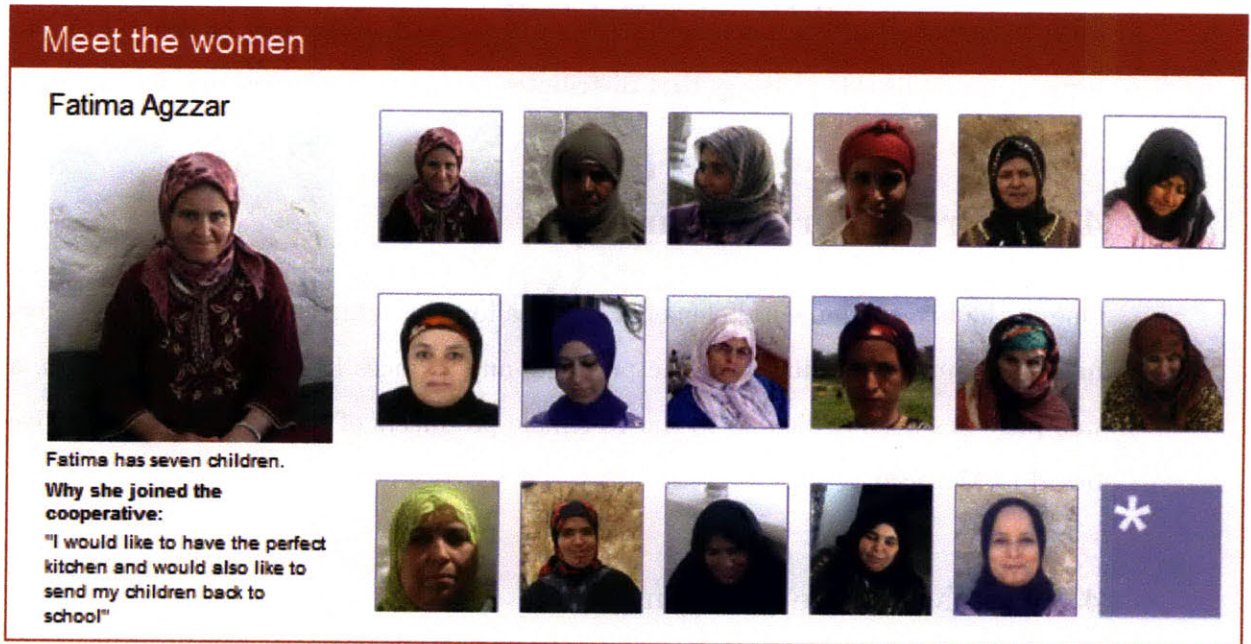 Meet the women
Fatima Agzzar
Fatima has seven children.
Why she joined the
cooperative:
"I would like to have the perfect
kitchen and would also like to
send my children back to
school"
*